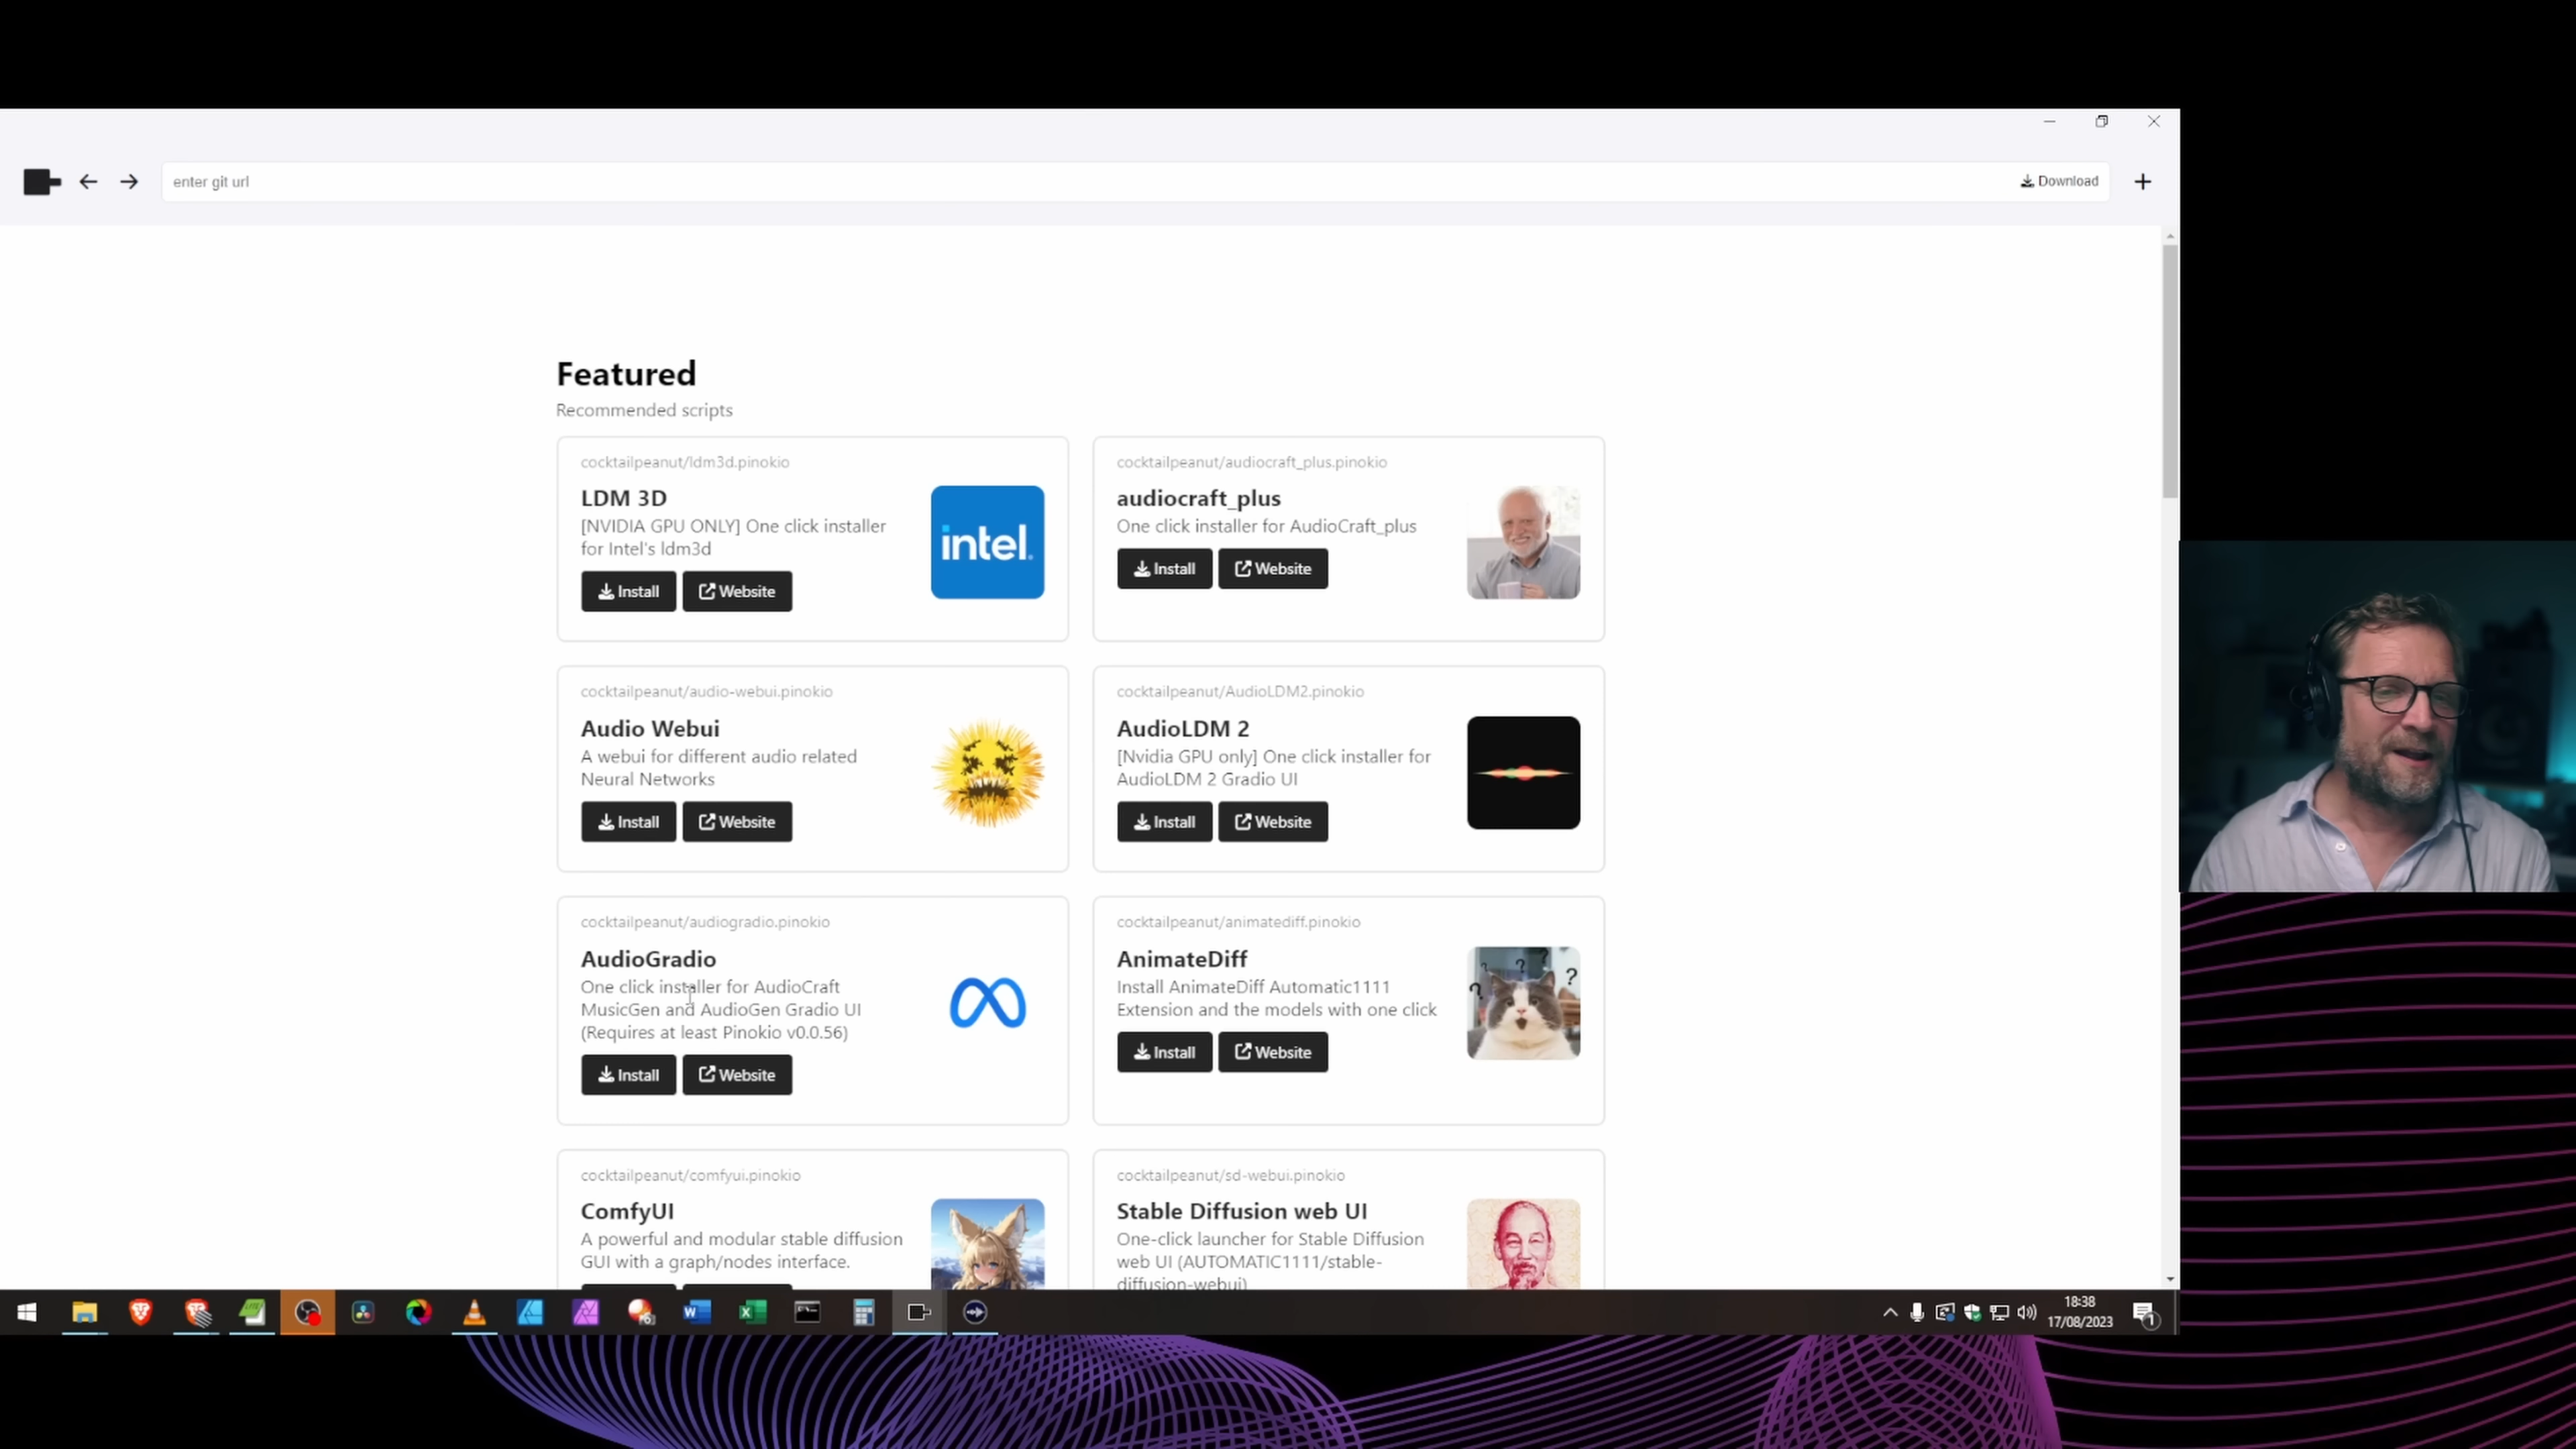 enter git url
Download
Featured
Recommended scripts
cocktailpeanut/ldm3d.pinokio
LDM 3D
[NVIDIA GPU ONLY] One click installer
for Intel's ldm3d
Install
Website
intel.
cocktailpeanut/audiocraft_plus.pinokio
audiocraft_plus
One click installer for AudioCraft_plus
Install
Website
cocktailpeanut/audio-webui.pinokio
Audio Webui
A webui for different audio related
Neural Networks
Install
Website
cocktailpeanut/AudioLDM2.pinokio
AudioLDM 2
[Nvidia GPU only] One click installer for
AudioLDM 2 Gradio UI
Install
Website
cocktailpeanut/audiogradio.pinokio
AudioGradio
One click installer for AudioCraft
MusicGen and AudioGen Gradio UI
(Requires at least Pinokio v0.0.56)
Install
Website
cocktailpeanut/animatediff.pinokio
AnimateDiff
Install AnimateDiff Automatic1111
Extension and the models with one click
Install
Website
? ? ? ? ?
cocktailpeanut/comfyui.pinokio
ComfyUI
A powerful and modular stable diffusion
GUI with a graph/nodes interface.
cocktailpeanut/sd-webui.pinokio
Stable Diffusion web UI
One-click launcher for Stable Diffusion
web UI (AUTOMATIC1111/stable-
diffusion-webui)
18:38
17/08/2023
1